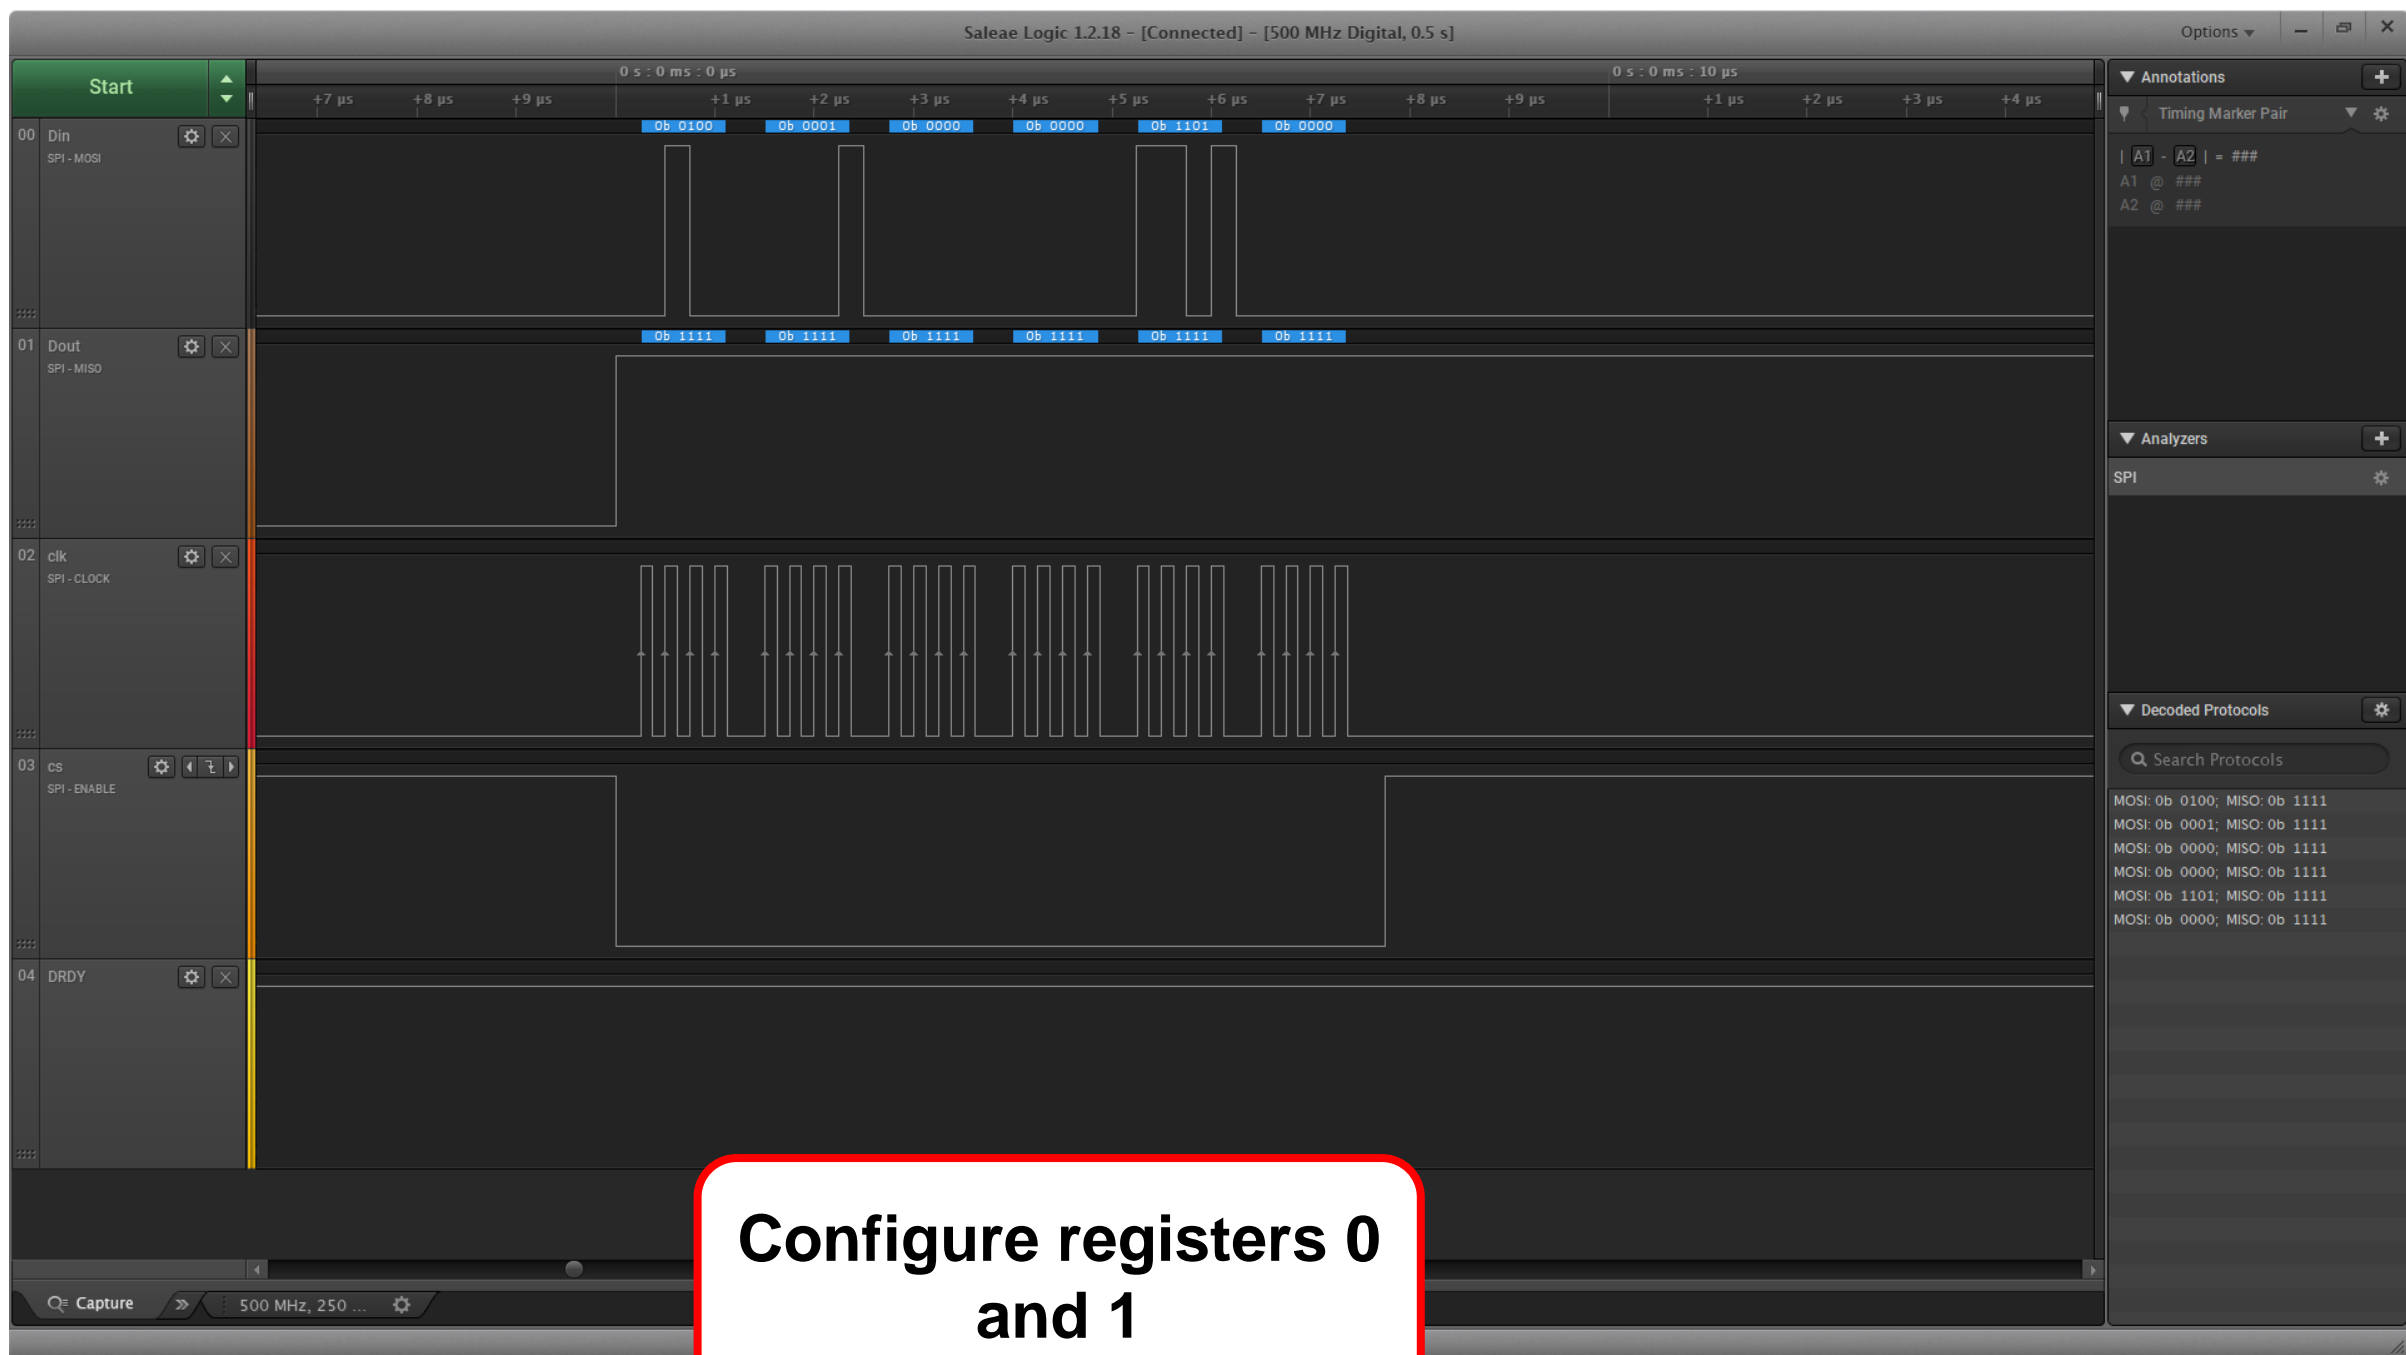 Saleae Logic 1.2.18 - [Connected] - [500 MHz Digital, 0.5 s]
Options
Start
0 s : 0 ms : 0 µs
0 s : 0 ms : 10 µs
+7 µs +8 µs +9 µs +1 µs +2 µs +3 µs +4 µs +5 µs +6 µs +7 µs +8 µs +9 µs +1 µs +2 µs +3 µs +4 µs
00 Din
SPI - MOSI
0b 0100 0b 0001 0b 0000 0b 0000 0b 1101 0b 0000
01 Dout
SPI - MISO
0b 1111 0b 1111 0b 1111 0b 1111 0b 1111 0b 1111
02 clk
SPI - CLOCK
03 cs
SPI - ENABLE
04 DRDY
Capture
500 MHz, 250 ...
Annotations
Timing Marker Pair
| A1 - A2 | = ###
A1 @ ###
A2 @ ###
Analyzers
SPI
Decoded Protocols
Search Protocols
MOSI: 0b 0100; MISO: 0b 1111
MOSI: 0b 0001; MISO: 0b 1111
MOSI: 0b 0000; MISO: 0b 1111
MOSI: 0b 0000; MISO: 0b 1111
MOSI: 0b 1101; MISO: 0b 1111
MOSI: 0b 0000; MISO: 0b 1111
Configure registers 0
and 1